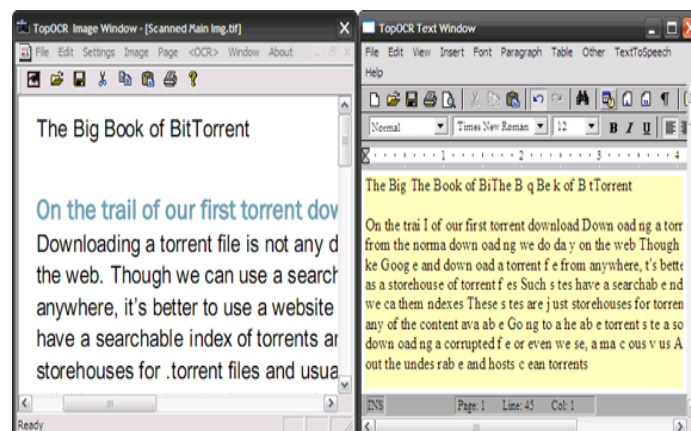 TopOCR Image Window - [Scanned Main Img.tif]
File Edit Settings Image Page <OCR> Window About
The Big Book of BitTorrent
On the trail of our first torrent dow
Downloading a torrent file is not any d
the web. Though we can use a search
anywhere, it's better to use a website
have a searchable index of torrents ar
storehouses for .torrent files and usua
Ready
TopOCR Text Window
File Edit View Insert Font Paragraph Table Other TextToSpeech
Help
Normal Times New Roman 12 B I U
1 2 3 4
The Big The Book of BiThe B q Be k of B tTorrent
On the trai I of our first torrent download Down oad ng a torr
from the norma down oad ng we do da y on the web Though
ke Goog e and down oad a torrent f e from anywhere, t's bette
as a storehouse of torrent f es Such s tes have a searchab e nd
we ca them ndexes These s tes are j ust storehouses for torren
any of the content ava ab e Go ng to a he ab e torrent s te a so
down oad ng a corrupted f e or even we se, a ma c ous v us A
out the undes rab e and hosts c ean torrents
INS Page: 1 Line: 45 Col: 1